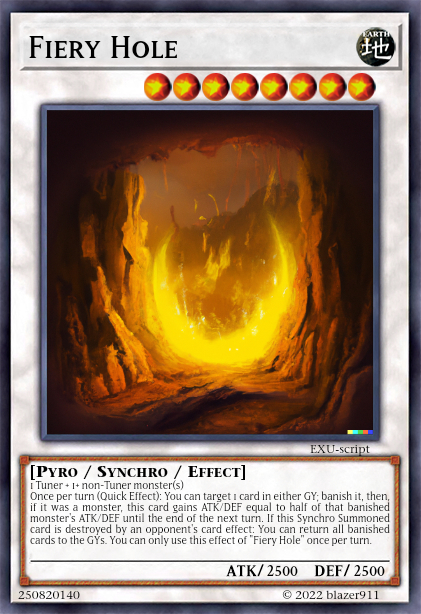 Fiery Hole
EARTH
地
EXU-script
[Pyro / Synchro / Effect]
1 Tuner + 1+ non-Tuner monster(s)
Once per turn (Quick Effect): You can target 1 card in either GY; banish it, then,
if it was a monster, this card gains ATK/DEF equal to half of that banished
monster's ATK/DEF until the end of the next turn. If this Synchro Summoned
card is destroyed by an opponent's card effect: You can return all banished
cards to the GYs. You can only use this effect of "Fiery Hole" once per turn.
ATK/ 2500 DEF/ 2500
250820140 © 2022 blazer911